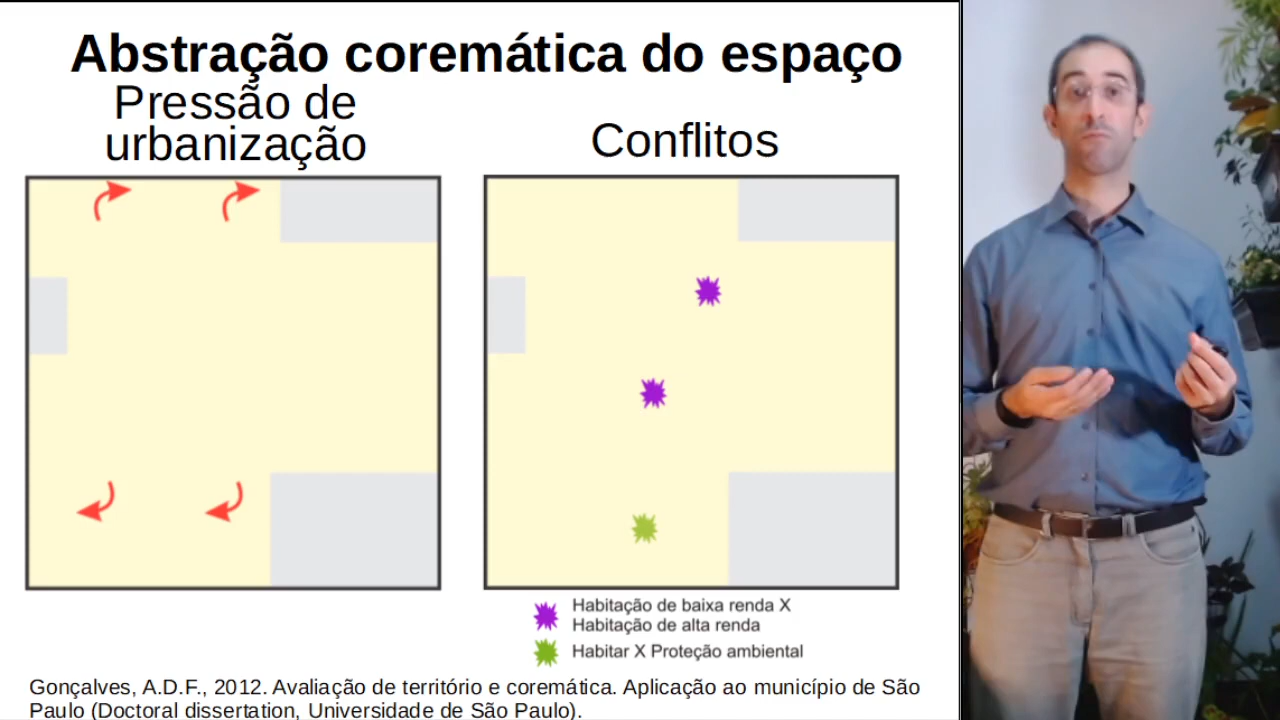 Abstração coremática do espaço
Pressão de
urbanização
Conflitos
Habitação de baixa renda X
Habitação de alta renda
Habitar X Proteção ambiental
Gonçalves, A.D.F., 2012. Avaliação de território e coremática. Aplicação ao município de São
Paulo (Doctoral dissertation, Universidade de São Paulo).